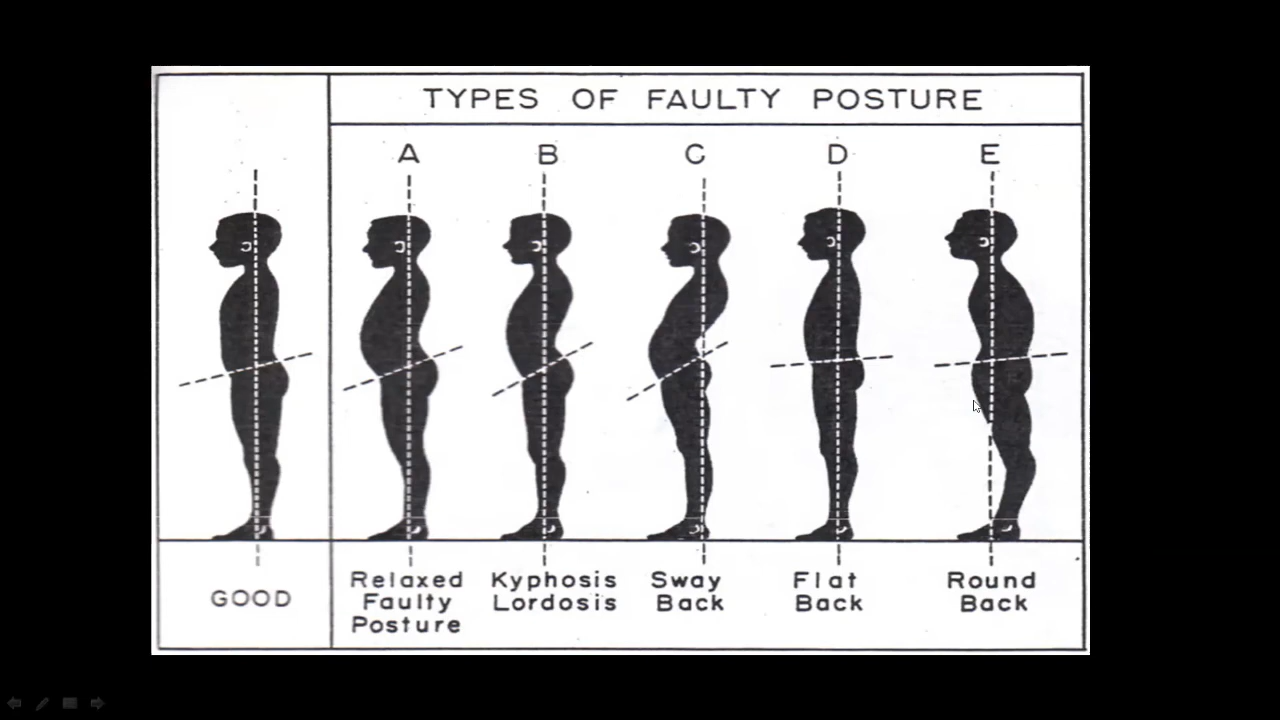 TYPES OF FAULTY POSTURE
A B C D E
GOOD
Relaxed
Faulty
Posture
Kyphosis
Lordosis
Sway
Back
Flat
Back
Round
Back